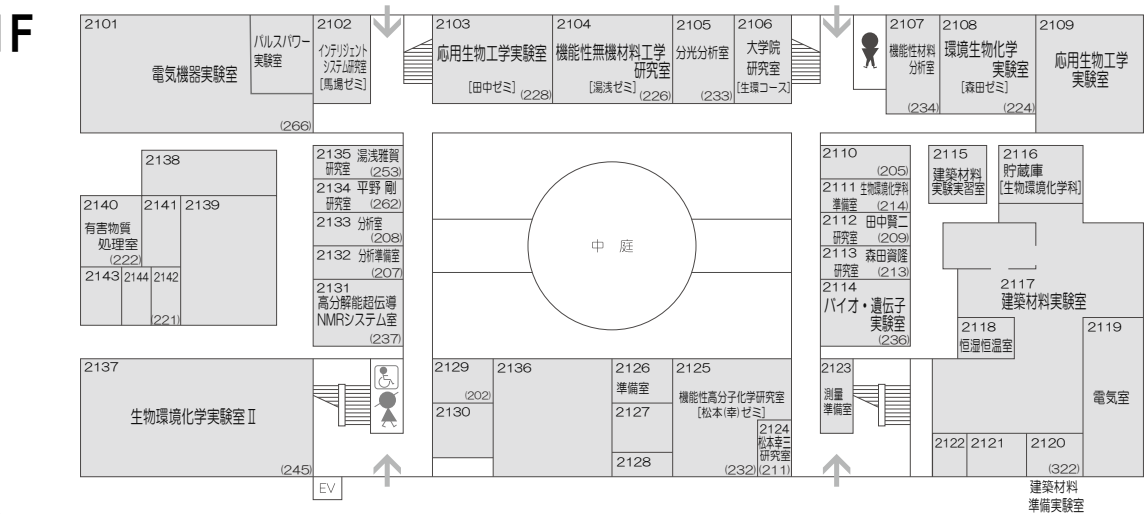 1F
2101
電気機器実験室
(266)
パルスパワー
実験室
2102
インテリジェント
システム研究室
[馬場ゼミ]
2103
応用生物工学実験室
[田中ゼミ]
(228)
2104
機能性無機材料工学
研究室
[湯浅ゼミ]
(226)
2105
分光分析室
(233)
2106
大学院
研究室
[生環コース]
2107
機能性材料
分析室
(234)
2108
環境生物化学
実験室
[森田ゼミ]
(224)
2109
応用生物工学
実験室
2138
2140
有害物質
処理室
(222)
2141
2139
2143
2144
2142
(221)
2135 湯浅雅賀
研究室
(253)
2134 平野 剛
研究室
(262)
2133 分析室
(208)
2132 分析準備室
(207)
2131
高分解能超伝導
NMRシステム室
(237)
中 庭
2110
(205)
2111 生物環境化学科
準備室
(214)
2112 田中賢二
研究室
(209)
2113 森田資隆
研究室
(213)
2114
バイオ・遺伝子
実験室
(236)
2115
建築材料
実験実習室
2116
貯蔵庫
[生物環境化学科]
2117
建築材料実験室
2118
恒湿恒温室
2119
電気室
2137
生物環境化学実験室Ⅱ
(245)
EV
2129
(202)
2130
2136
2126
準備室
2127
2128
2125
機能性高分子化学研究室
[松本(幸)ゼミ]
(232)
2124
松本幸三
研究室
(211)
2123
測量
準備室
2122
2121
2120
(322)
建築材料
準備実験室